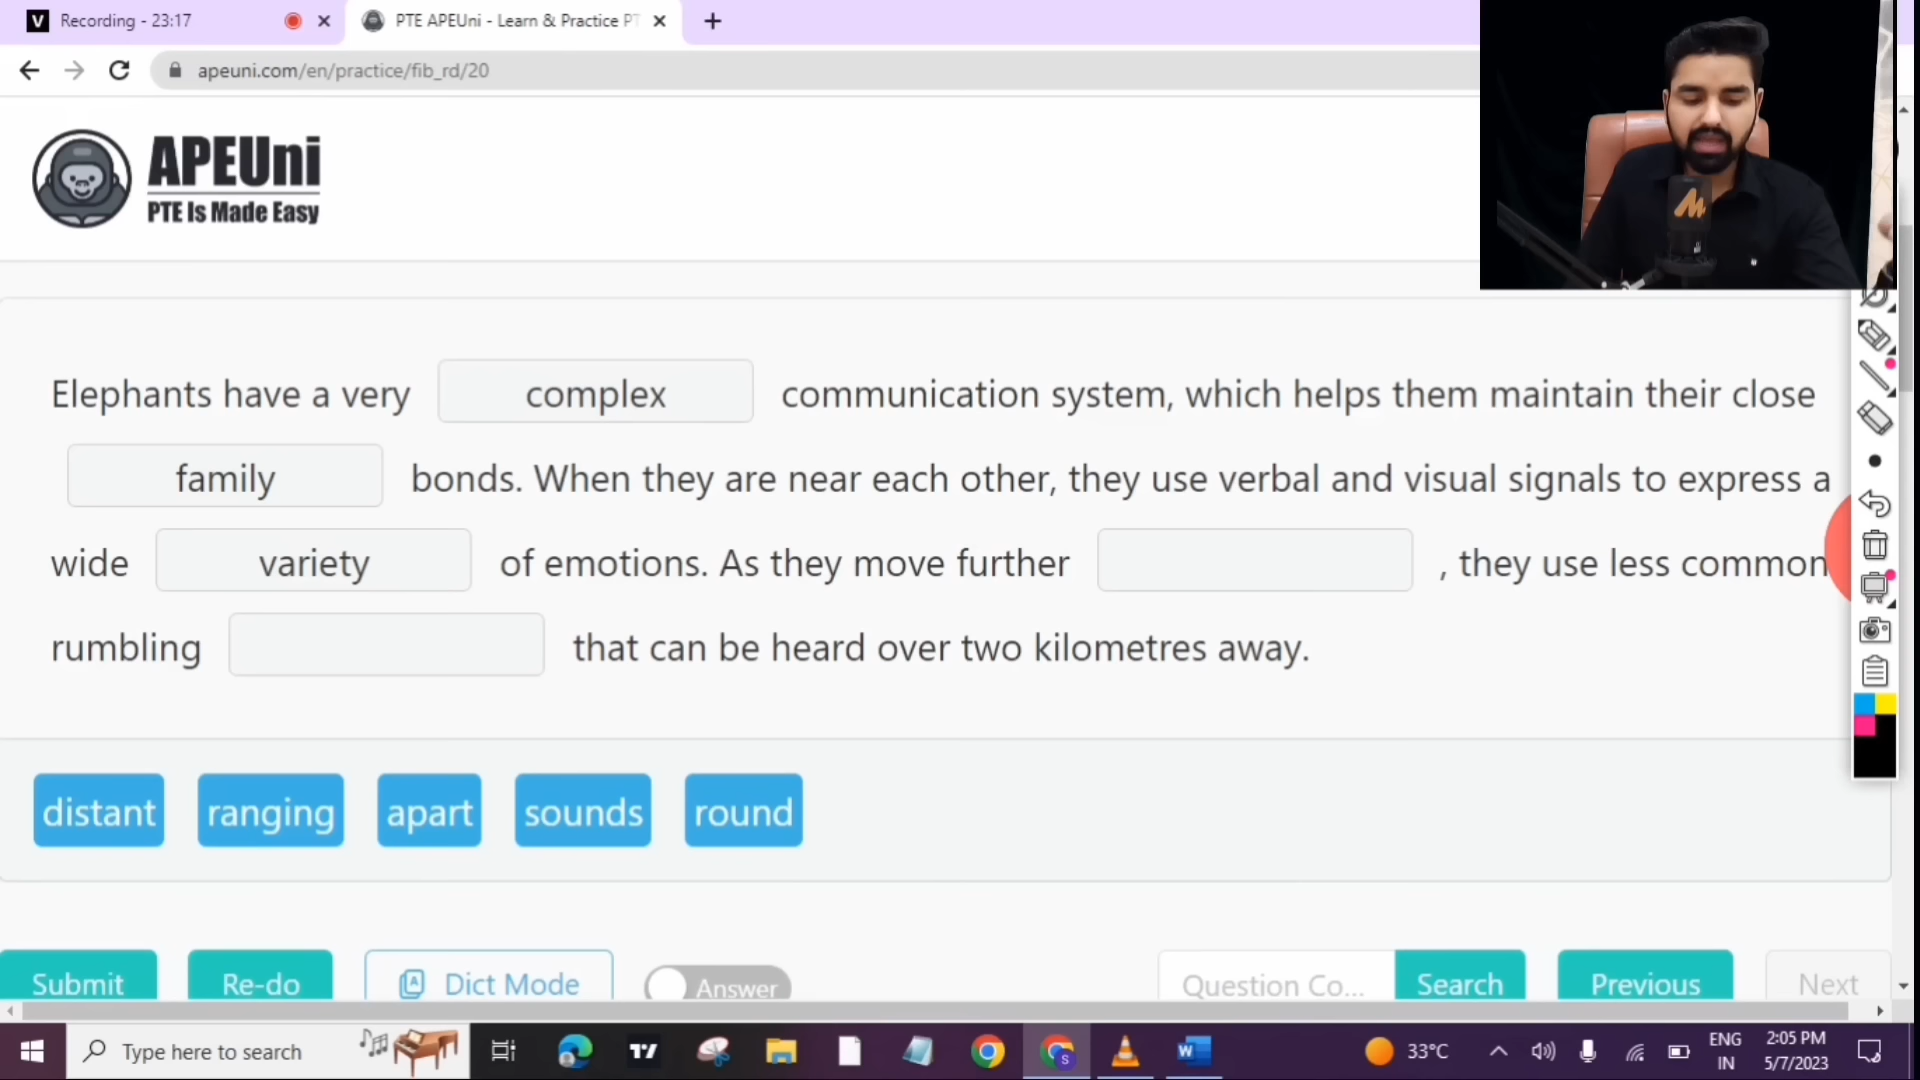 V Recording - 23:17
PTE APEUni - Learn & Practice PT
apeuni.com/en/practice/fib_rd/20
APEUni
PTE Is Made Easy
Elephants have a very complex communication system, which helps them maintain their close
family bonds. When they are near each other, they use verbal and visual signals to express a
wide variety of emotions. As they move further , they use less common
rumbling that can be heard over two kilometres away.
distant ranging apart sounds round
Submit Re-do Dict Mode Answer Question Co... Search Previous Next
Type here to search
33°C
ENG
IN
2:05 PM
5/7/2023